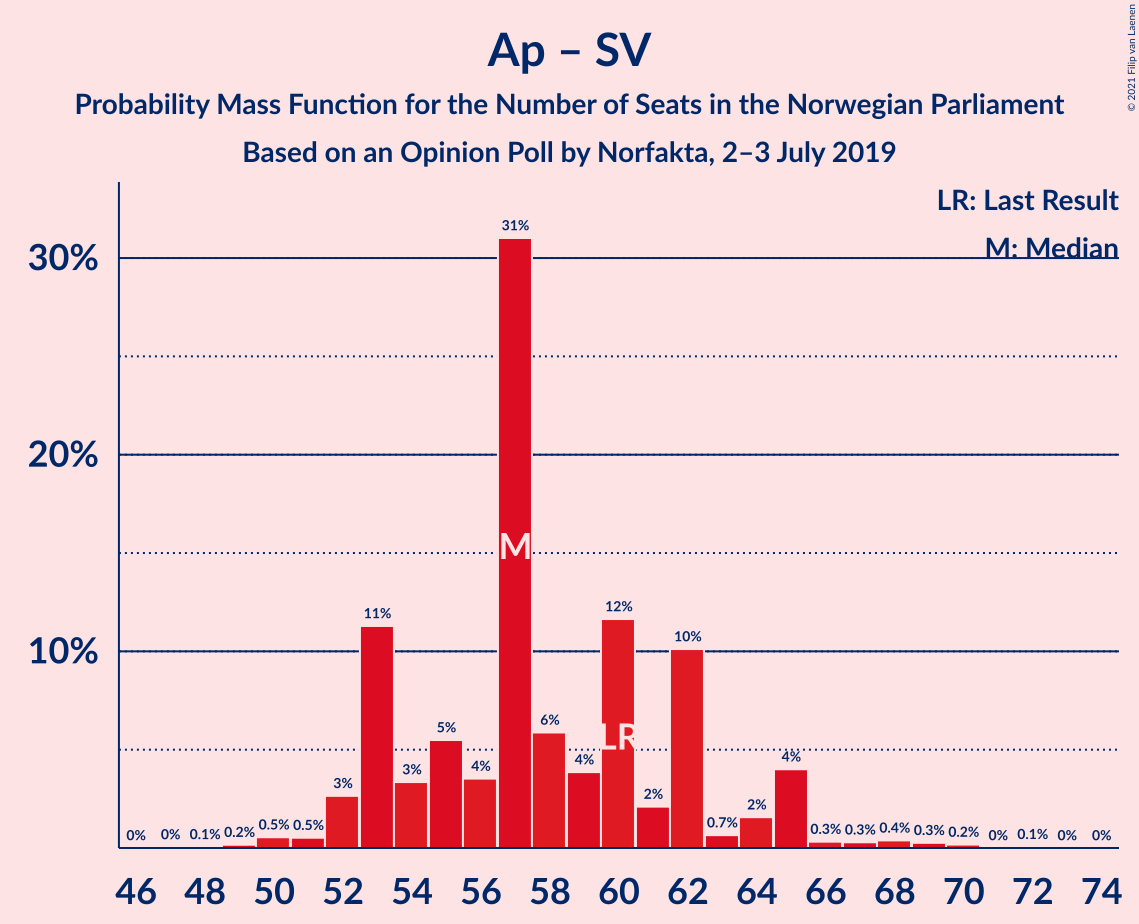 © 2021 Filip van Laenen
Ap – SV
Probability Mass Function for the Number of Seats in the Norwegian Parliament
Based on an Opinion Poll by Norfakta, 2–3 July 2019
LR: Last Result
M: Median
30%
20%
10%
0% 0% 0.1% 0.2% 0.5% 0.5% 3% 11% 3% 5% 4% 31% 6% 4% 12% 2% 10% 0.7% 2% 4% 0.3% 0.3% 0.4% 0.3% 0.2% 0% 0.1% 0% 0%
M
LR
46 48 50 52 54 56 58 60 62 64 66 68 70 72 74